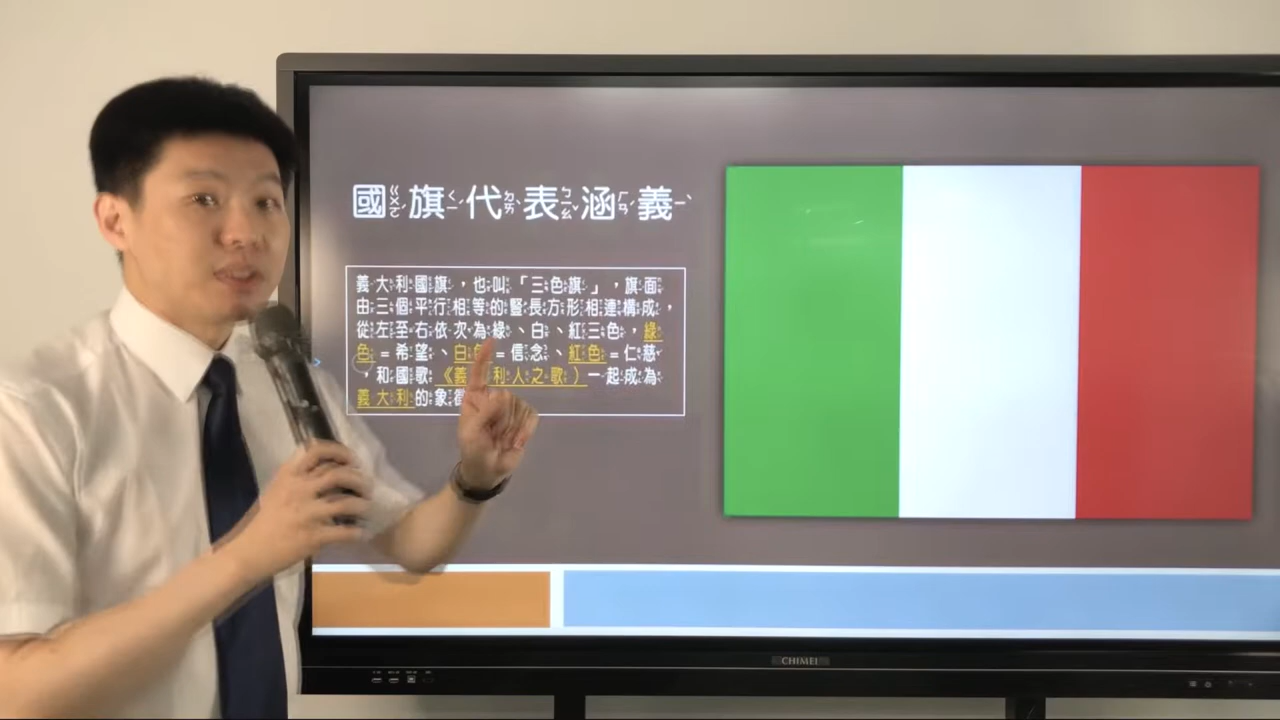 國旗代表涵義
義大利國旗，也叫「三色旗」，旗面
由三個平行相等的豎長方形相連構成，
從左至右依次為綠、白、紅三色，綠
色=希望、白色=信念、紅色=仁慈
，和國歌《義 利人之歌》一起成為
義大利的象徵
CHIMEI